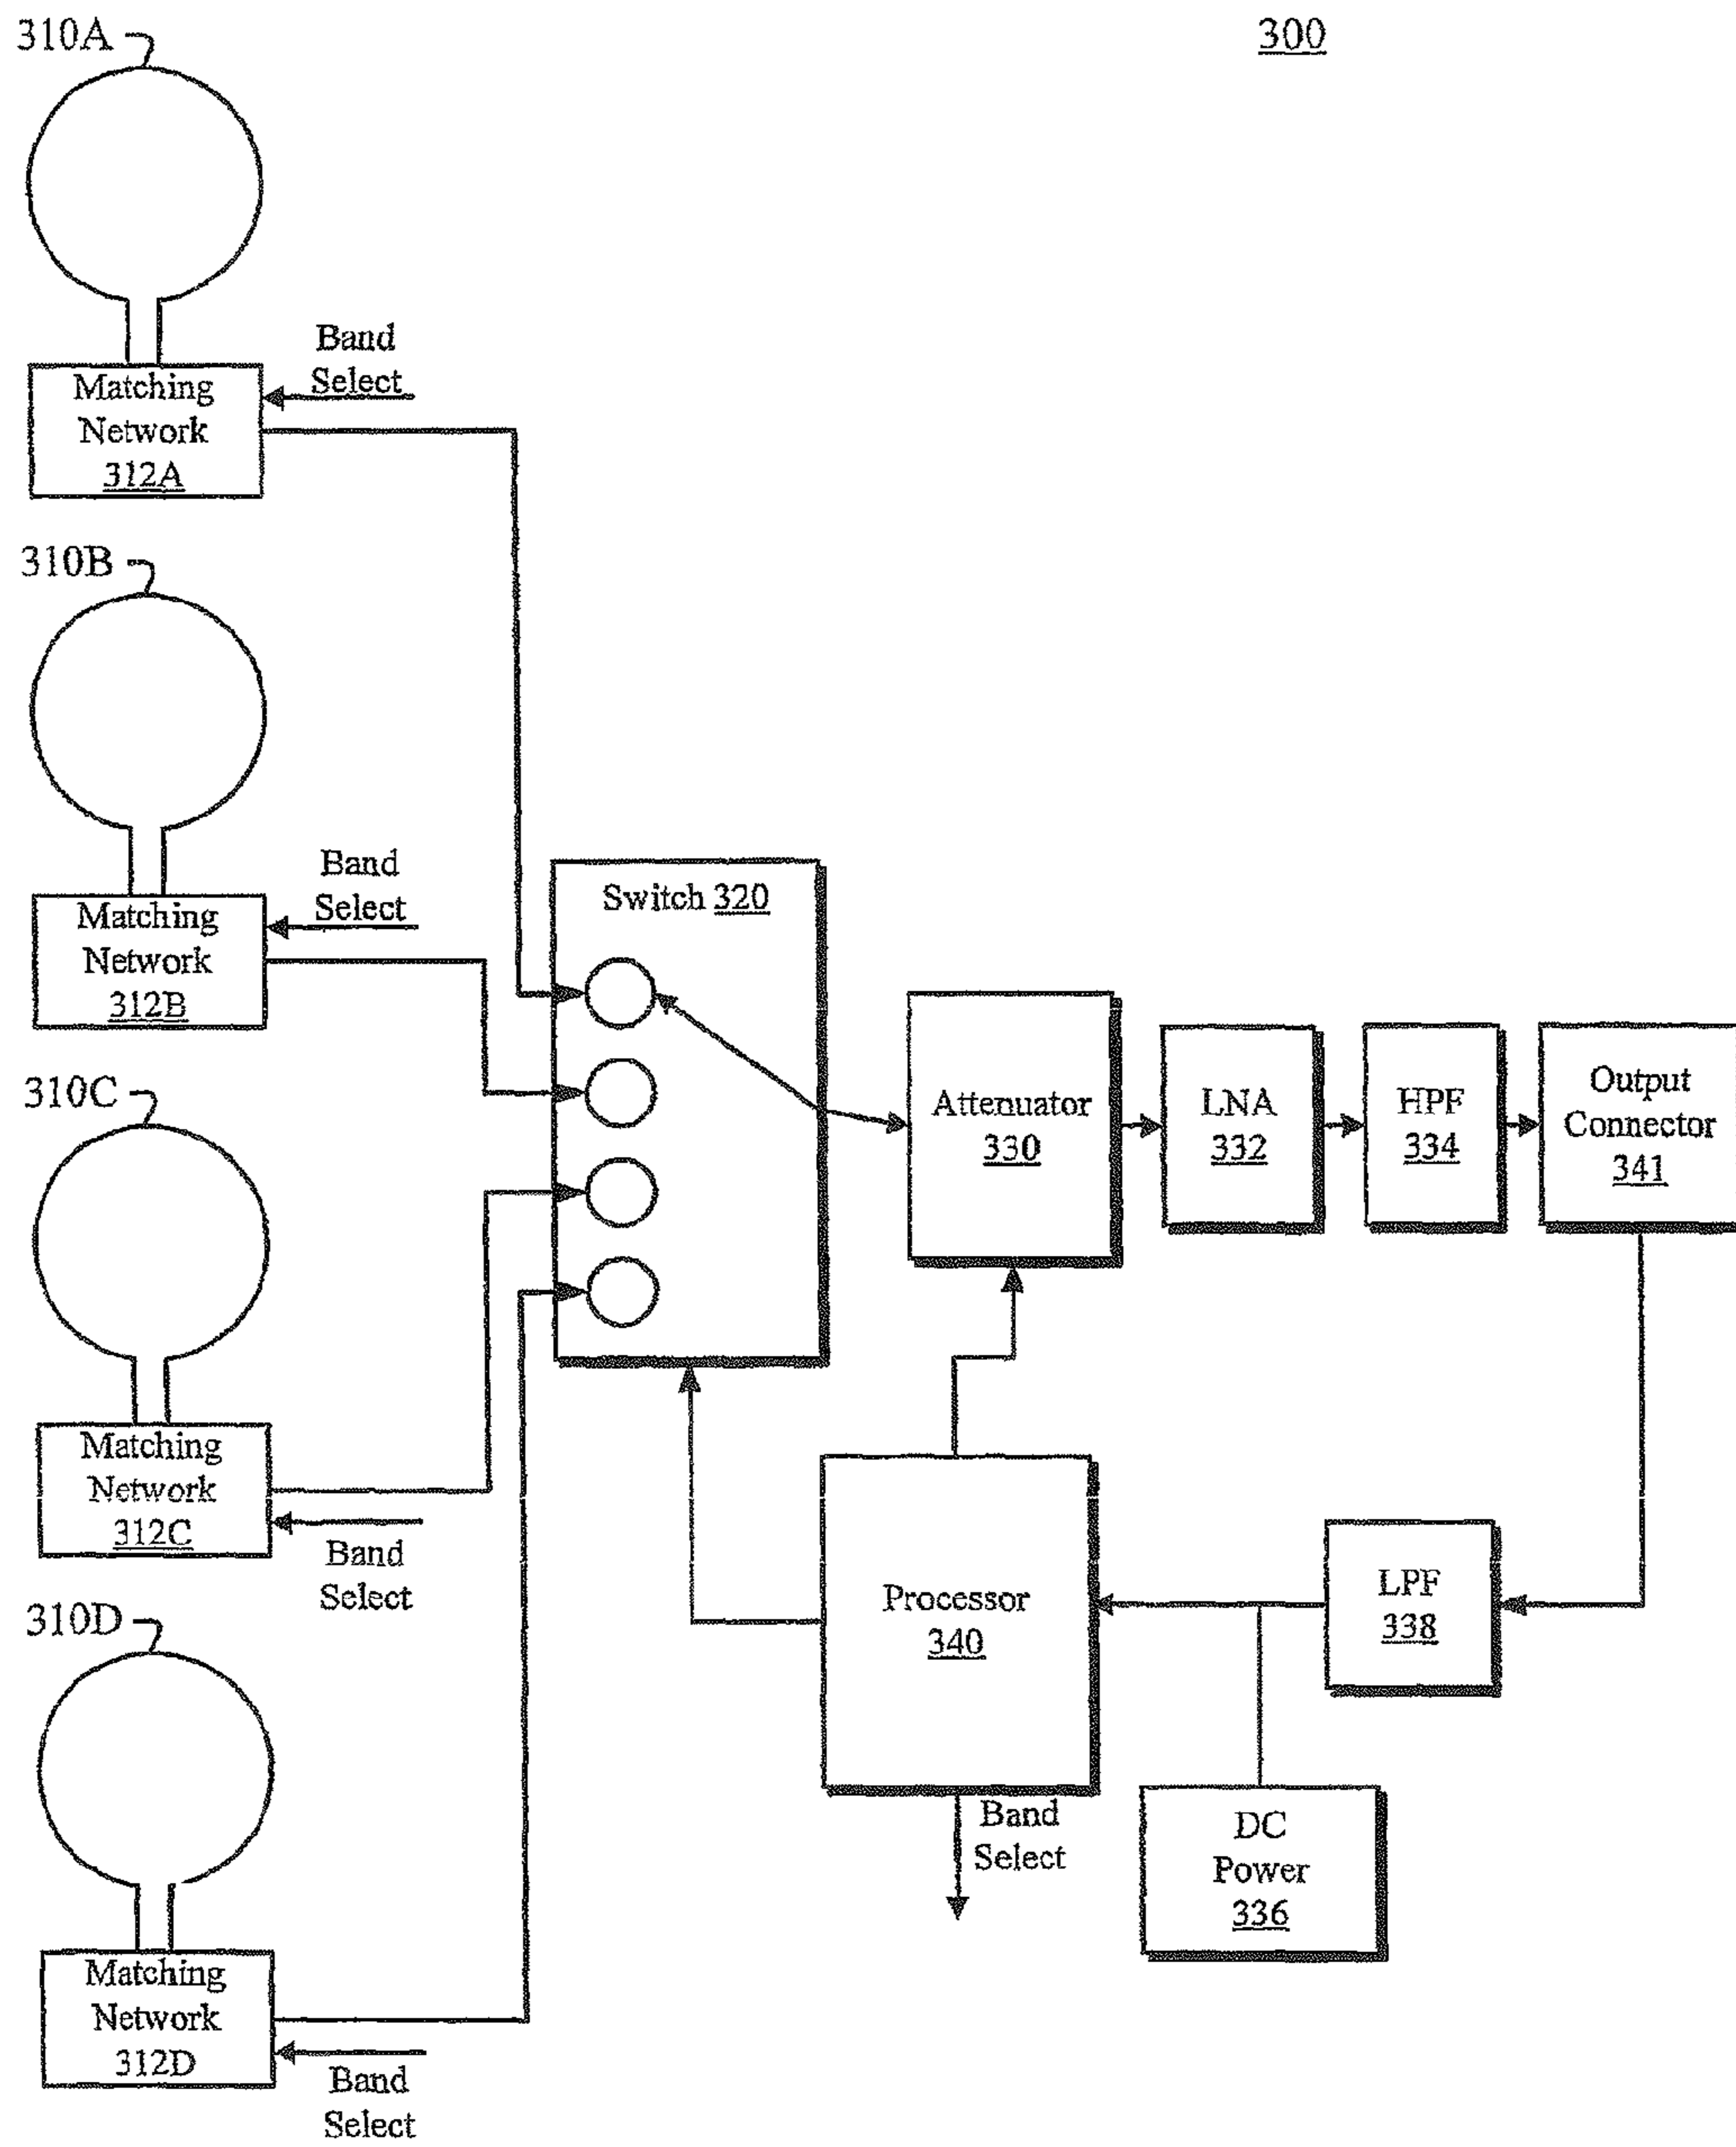 310A
300
Band
Select
Matching
Network
312A
310B
Band
Select
Matching
Network
312B
Switch 320
310C
Attenuator
330
LNA
332
HPF
334
Output
Connector
341
Matching
Network
312C
Band
Select
Processor
340
LPF
338
310D
Band
Select
DC
Power
336
Matching
Network
312D
Band
Select